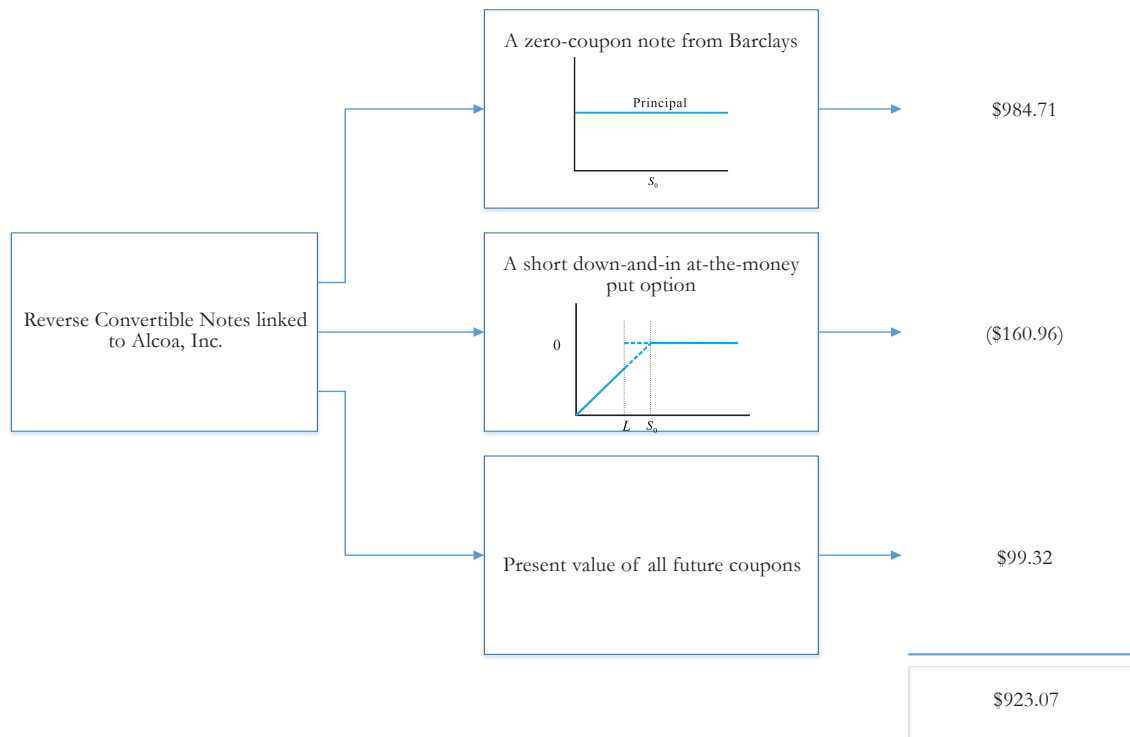 A zero-coupon note from Barclays
Principal
S₀
$984.71
Reverse Convertible Notes linked
to Alcoa, Inc.
A short down-and-in at-the-money
put option
0
L S₀
($160.96)
Present value of all future coupons
$99.32
$923.07